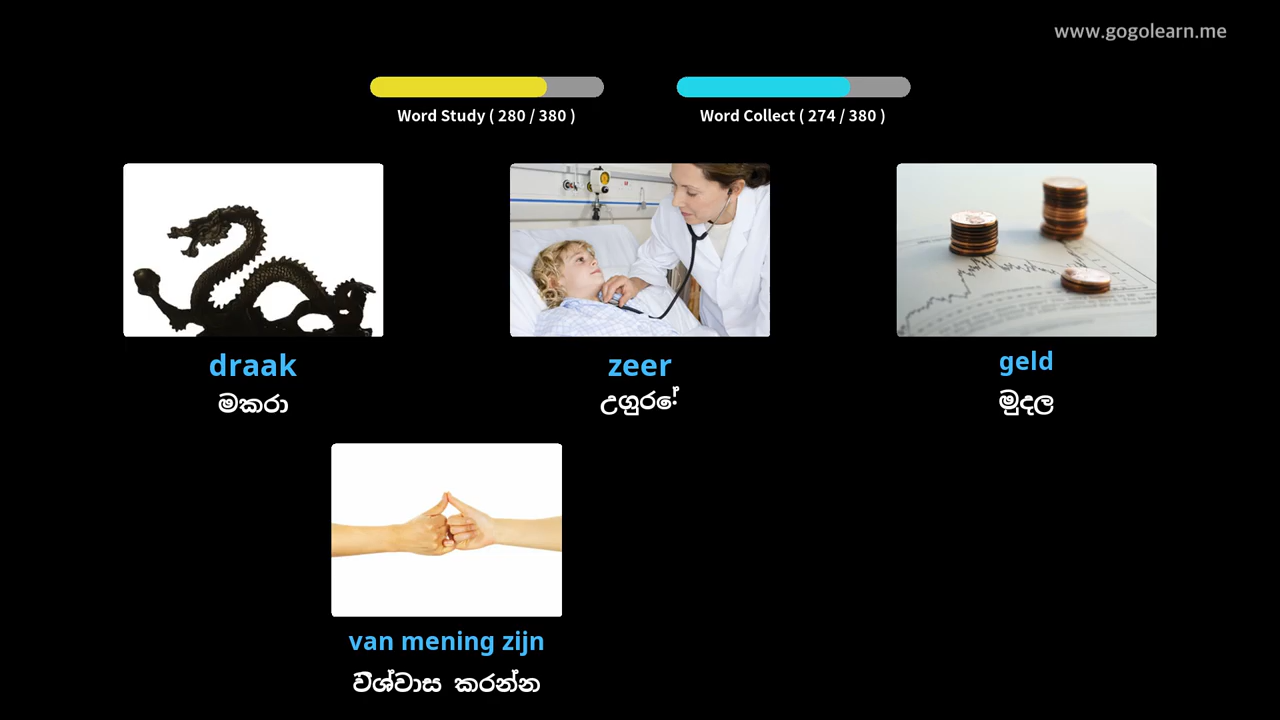 www.gogolearn.me
Word Study ( 280 / 380 )
Word Collect ( 274 / 380 )
draak
zeer
geld
මකරා
උගුරේ
මුදල
van mening zijn
විශ්වාස කරන්න